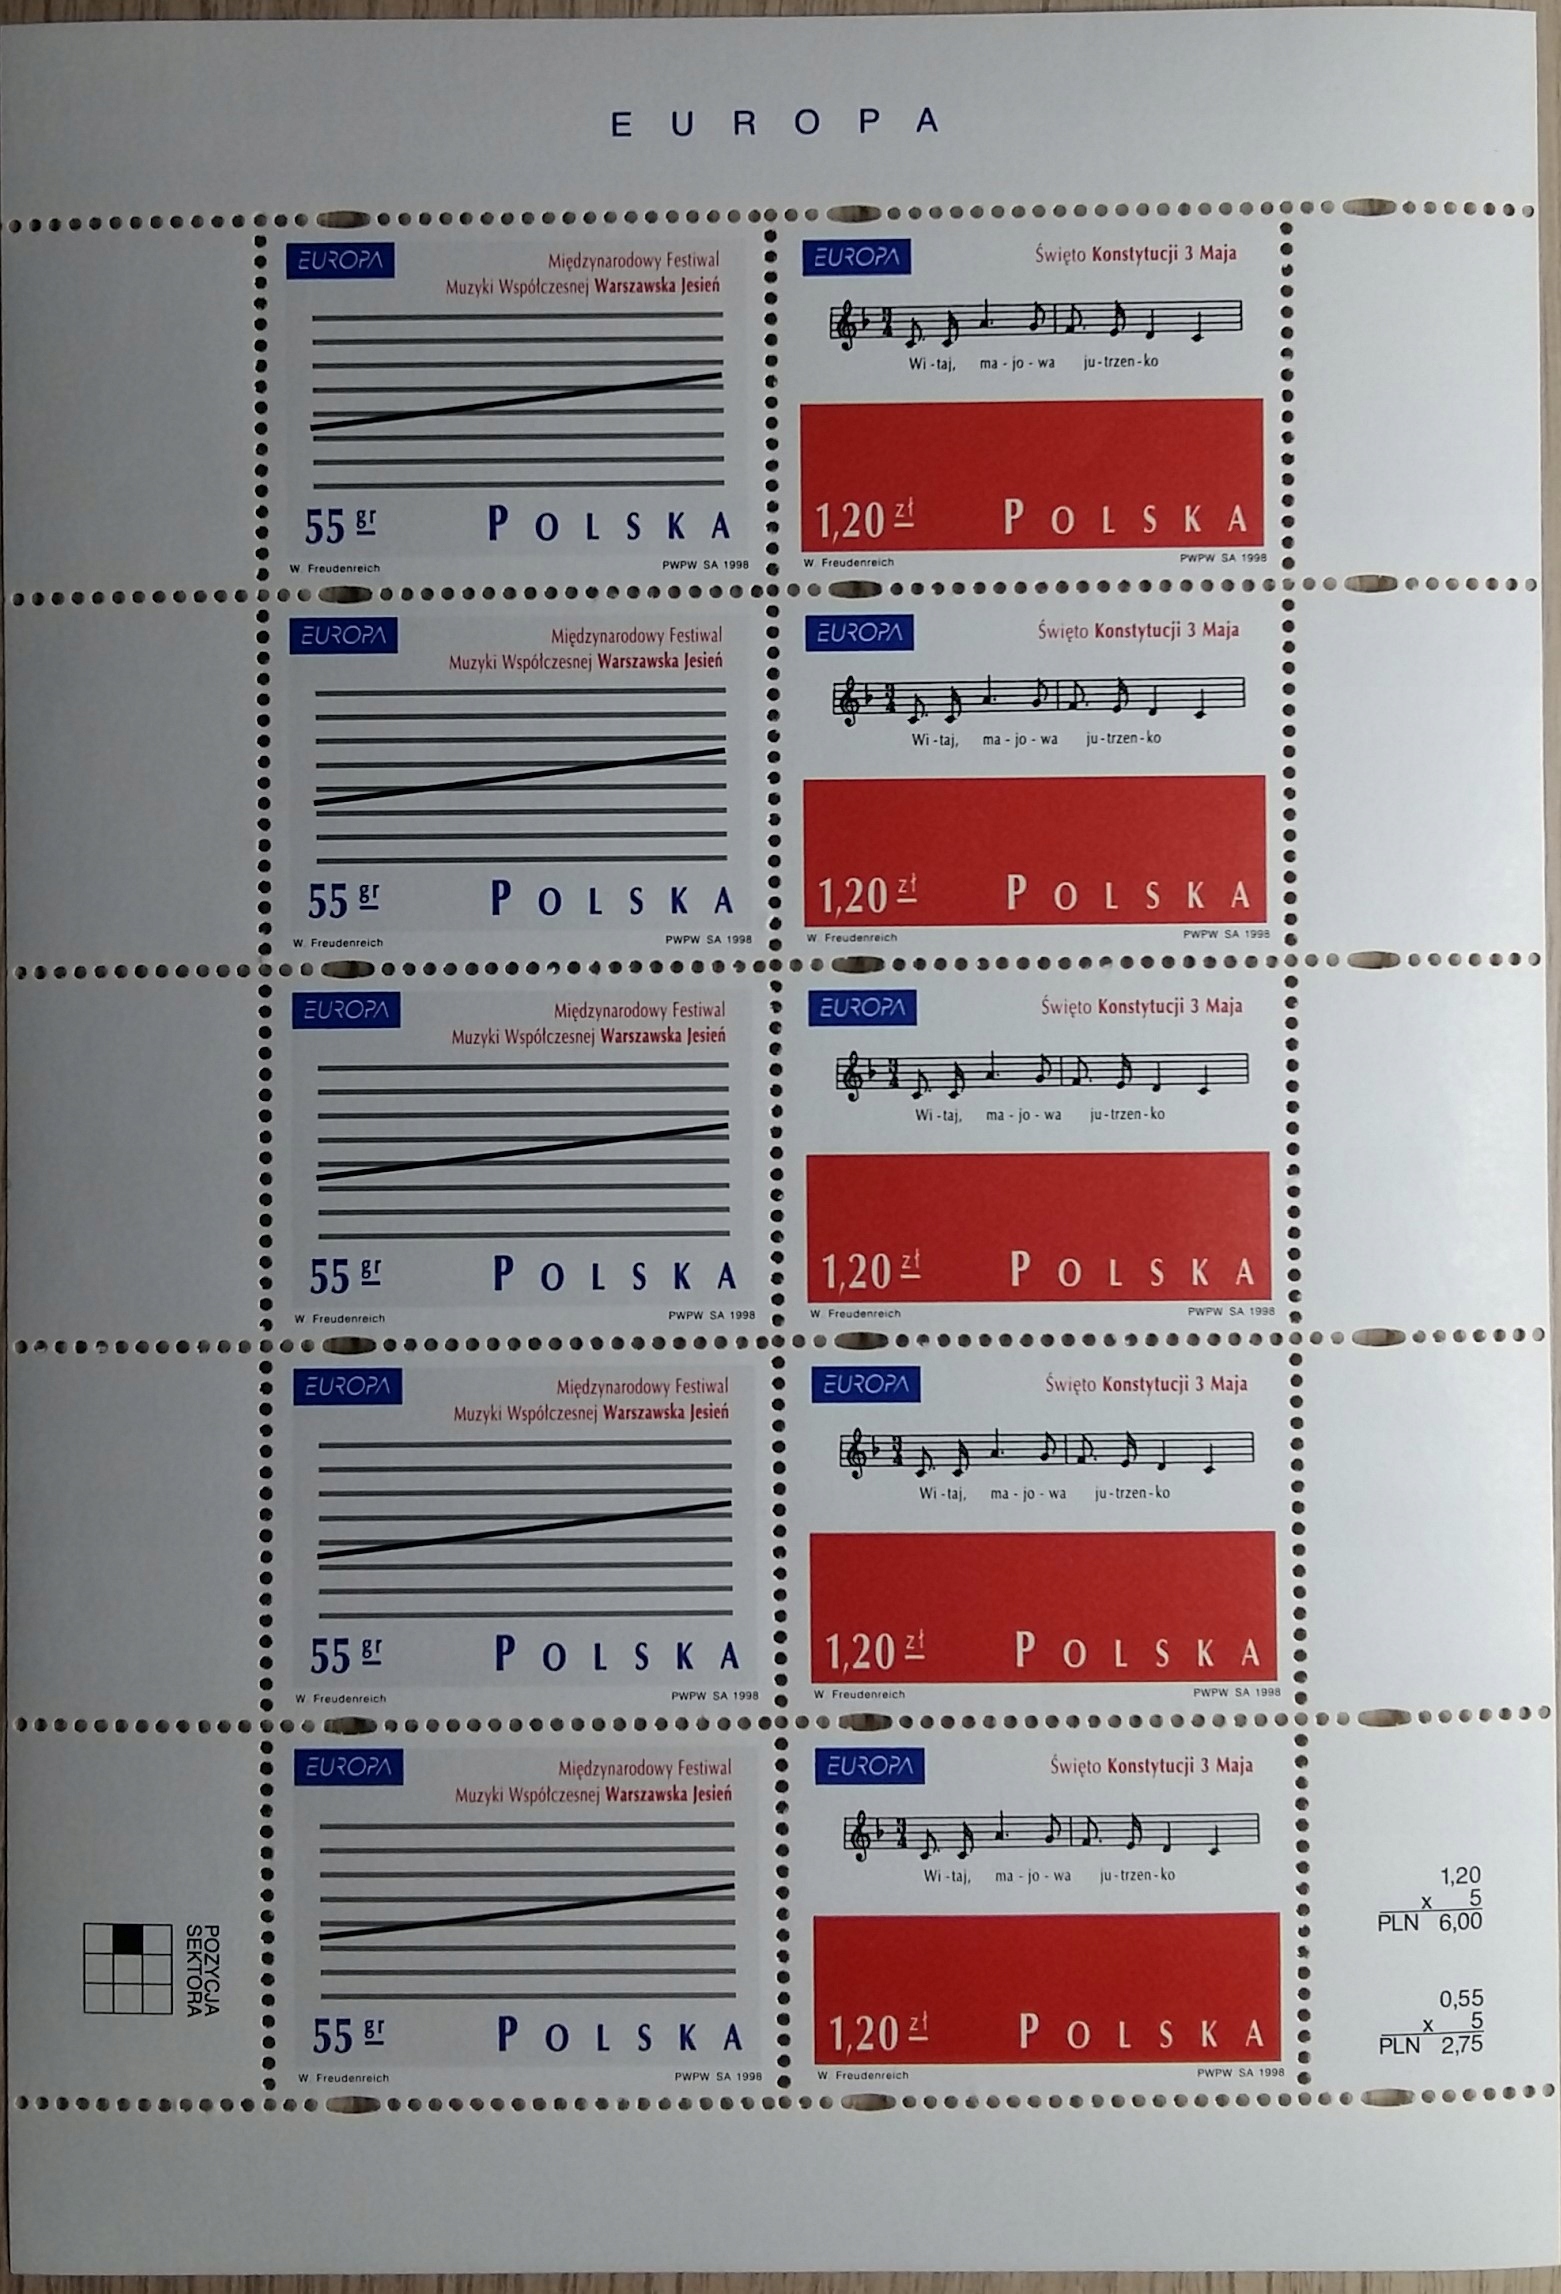 EUROPA
EUROPA
Międzynarodowy Festiwal
Muzyki Współczesnej Warszawska Jesień
55 gr POLSKA
W. Freudenreich PWPW SA 1998
EUROPA
Święto Konstytucji 3 Maja
3
4
Wi-taj, ma-jo-wa ju-trzen-ko
1,20 zł POLSKA
W. Freudenreich PWPW SA 1998
EUROPA
Międzynarodowy Festiwal
Muzyki Współczesnej Warszawska Jesień
55 gr POLSKA
W. Freudenreich PWPW SA 1998
EUROPA
Święto Konstytucji 3 Maja
3
4
Wi-taj, ma-jo-wa ju-trzen-ko
1,20 zł POLSKA
W. Freudenreich PWPW SA 1998
EUROPA
Międzynarodowy Festiwal
Muzyki Współczesnej Warszawska Jesień
55 gr POLSKA
W. Freudenreich PWPW SA 1998
EUROPA
Święto Konstytucji 3 Maja
3
4
Wi-taj, ma-jo-wa ju-trzen-ko
1,20 zł POLSKA
W. Freudenreich PWPW SA 1998
EUROPA
Międzynarodowy Festiwal
Muzyki Współczesnej Warszawska Jesień
55 gr POLSKA
W. Freudenreich PWPW SA 1998
EUROPA
Święto Konstytucji 3 Maja
3
4
Wi-taj, ma-jo-wa ju-trzen-ko
1,20 zł POLSKA
W. Freudenreich PWPW SA 1998
EUROPA
Międzynarodowy Festiwal
Muzyki Współczesnej Warszawska Jesień
55 gr POLSKA
W. Freudenreich PWPW SA 1998
EUROPA
Święto Konstytucji 3 Maja
3
4
Wi-taj, ma-jo-wa ju-trzen-ko
1,20 zł POLSKA
W. Freudenreich PWPW SA 1998
POZYCJA
SEKTORA
1,20
x 5
PLN 6,00
0,55
x 5
PLN 2,75